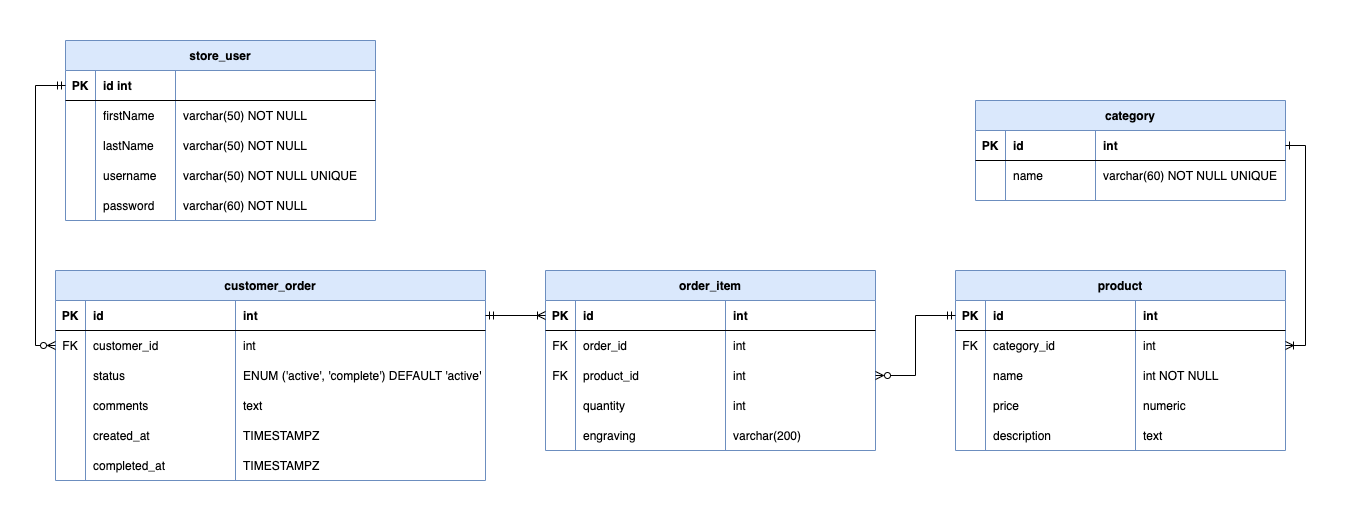 store_user
PK id int
firstName varchar(50) NOT NULL
lastName varchar(50) NOT NULL
username varchar(50) NOT NULL UNIQUE
password varchar(60) NOT NULL
category
PK id int
name varchar(60) NOT NULL UNIQUE
customer_order
PK id int
FK customer_id int
status ENUM ('active', 'complete') DEFAULT 'active'
comments text
created_at TIMESTAMPZ
completed_at TIMESTAMPZ
order_item
PK id int
FK order_id int
FK product_id int
quantity int
engraving varchar(200)
product
PK id int
FK category_id int
name int NOT NULL
price numeric
description text